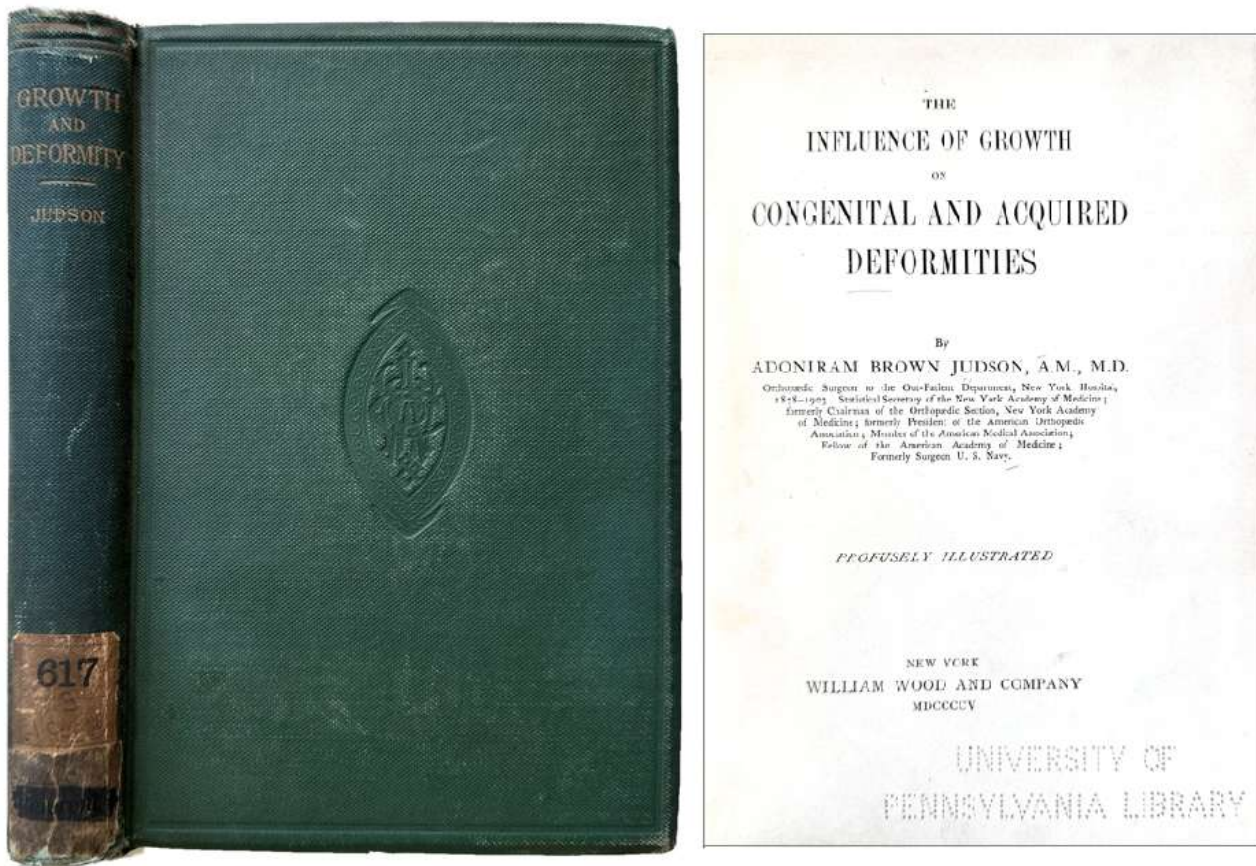 GROWTH
AND
DEFORMITY
JUDSON
617
THE
INFLUENCE OF GROWTH
ON
CONGENITAL AND ACQUIRED
DEFORMITIES
By
ADONIRAM BROWN JUDSON, A.M., M.D.
Orthopædic Surgeon to the Out-Patient Department, New York Hospital,
1878–1903 Statistical Secretary of the New York Academy of Medicine;
formerly Chairman of the Orthopædic Section, New York Academy
of Medicine; formerly President of the American Orthopædic
Association; Member of the American Medical Association;
Fellow of the American Academy of Medicine;
Formerly Surgeon U. S. Navy.
PROFUSELY ILLUSTRATED
NEW YORK
WILLIAM WOOD AND COMPANY
MDCCCCV
UNIVERSITY OF
PENNSYLVANIA LIBRARY